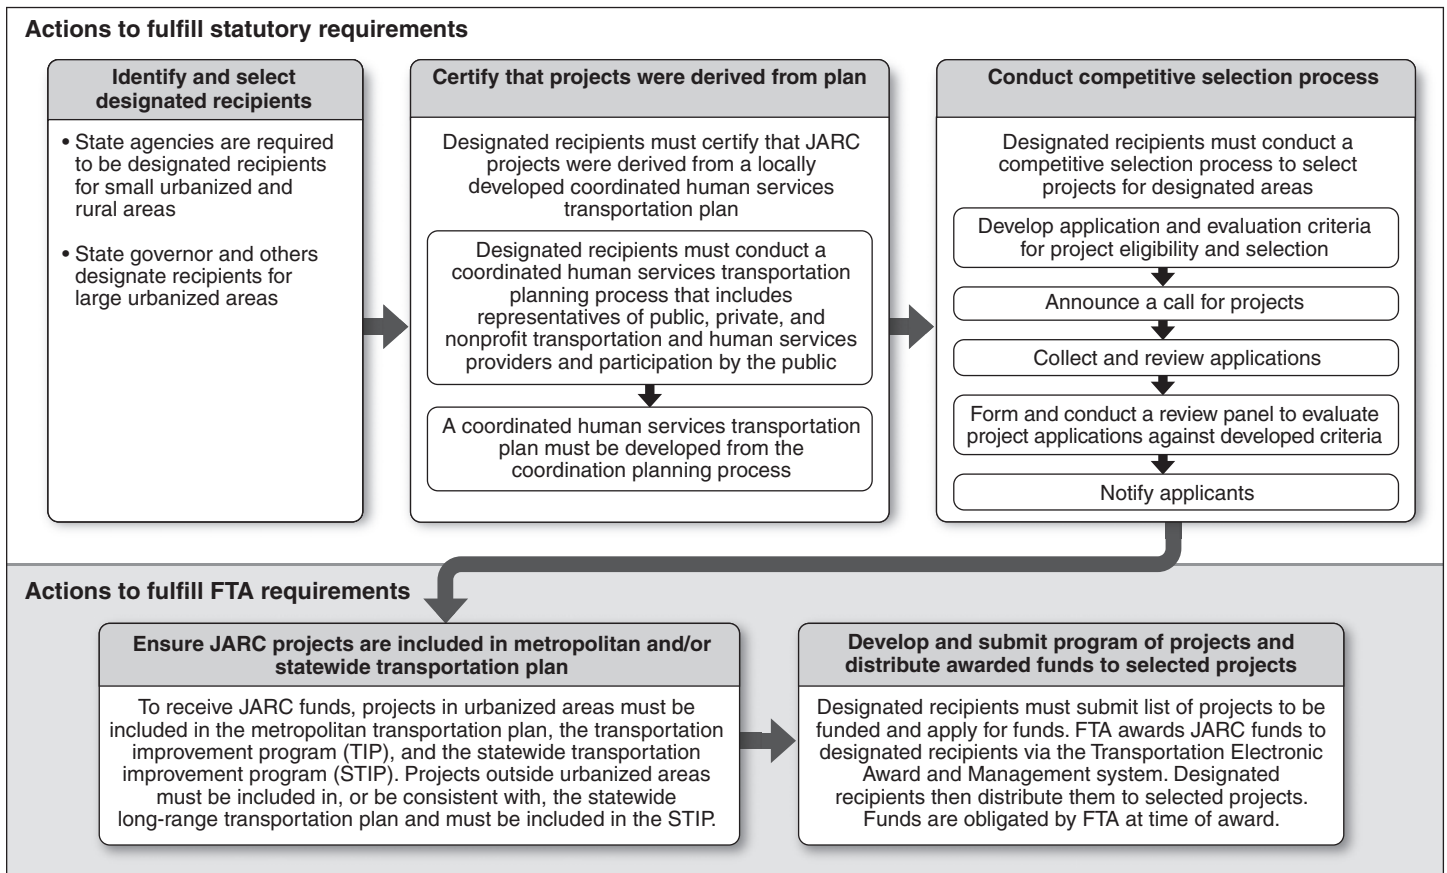 Actions to fulfill statutory requirements
Identify and select
designated recipients
• State agencies are required
to be designated recipients
for small urbanized and
rural areas
• State governor and others
designate recipients for
large urbanized areas
Certify that projects were derived from plan
Designated recipients must certify that JARC
projects were derived from a locally
developed coordinated human services
transportation plan
Designated recipients must conduct a
coordinated human services transportation
planning process that includes
representatives of public, private, and
nonprofit transportation and human services
providers and participation by the public
A coordinated human services transportation
plan must be developed from the
coordination planning process
Conduct competitive selection process
Designated recipients must conduct a
competitive selection process to select
projects for designated areas
Develop application and evaluation criteria
for project eligibility and selection
Announce a call for projects
Collect and review applications
Form and conduct a review panel to evaluate
project applications against developed criteria
Notify applicants
Actions to fulfill FTA requirements
Ensure JARC projects are included in metropolitan and/or
statewide transportation plan
To receive JARC funds, projects in urbanized areas must be
included in the metropolitan transportation plan, the transportation
improvement program (TIP), and the statewide transportation
improvement program (STIP). Projects outside urbanized areas
must be included in, or be consistent with, the statewide
long-range transportation plan and must be included in the STIP.
Develop and submit program of projects and
distribute awarded funds to selected projects
Designated recipients must submit list of projects to be
funded and apply for funds. FTA awards JARC funds to
designated recipients via the Transportation Electronic
Award and Management system. Designated
recipients then distribute them to selected projects.
Funds are obligated by FTA at time of award.